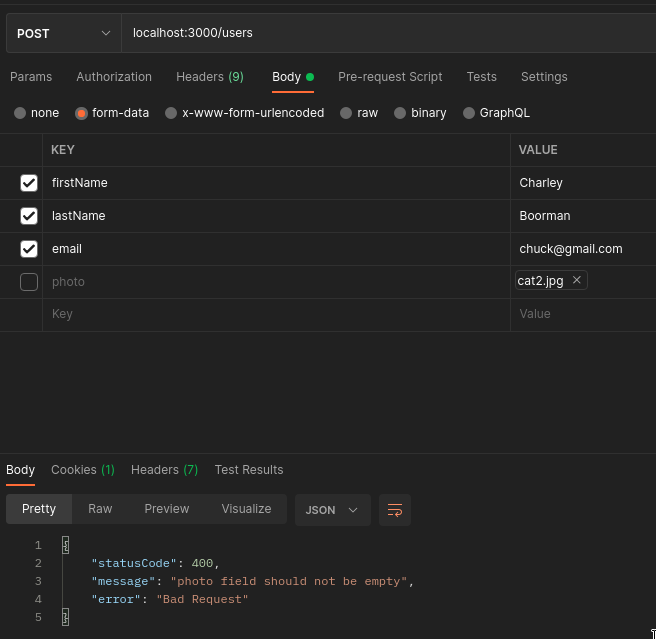 POST localhost:3000/users
Params Authorization Headers (9) Body Pre-request Script Tests Settings
none form-data x-www-form-urlencoded raw binary GraphQL
KEY VALUE
firstName Charley
lastName Boorman
email chuck@gmail.com
photo cat2.jpg
Key Value
Body Cookies (1) Headers (7) Test Results
Pretty Raw Preview Visualize JSON
1 {
2 "statusCode": 400,
3 "message": "photo field should not be empty",
4 "error": "Bad Request"
5 }